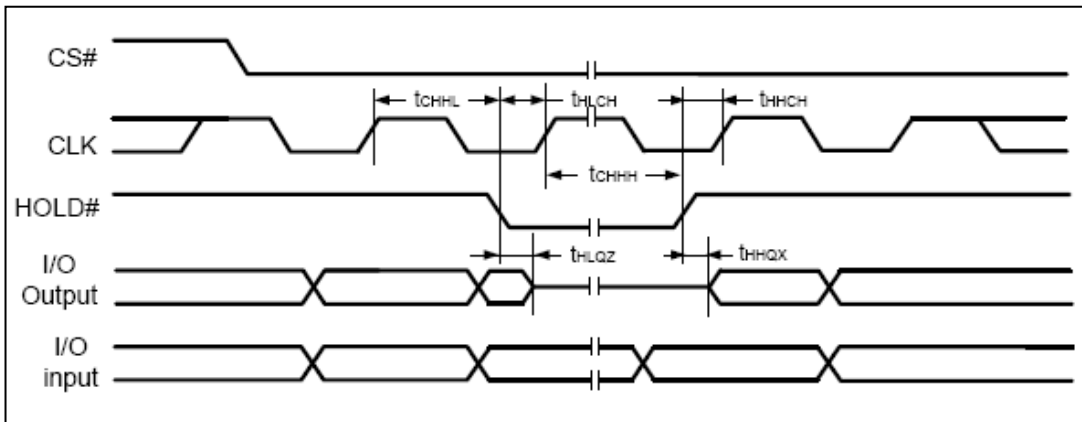 CS#
tCHHL
tHLCH
tHHCH
CLK
tCHHH
HOLD#
tHLQZ
tHHQX
I/O
Output
I/O
input